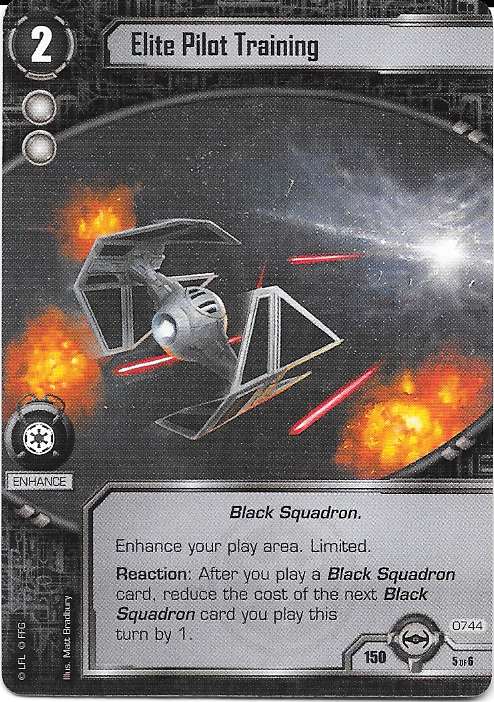 2
Elite Pilot Training
ENHANCE
Black Squadron.
Enhance your play area. Limited.
Reaction: After you play a Black Squadron
card, reduce the cost of the next Black
Squadron card you play this
turn by 1.
0744
150
5 OF 6
© LFL © FFG
Illus. Matt Bradbury